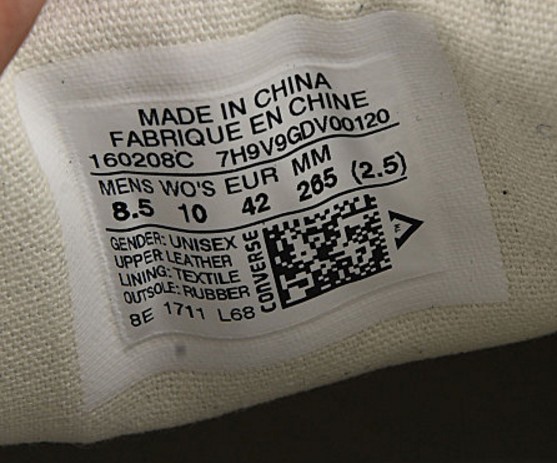 MADE IN CHINA
FABRIQUE EN CHINE
160208C 7H9V9GDV00120
MENS WO'S EUR MM
8.5 10 42 265 (2.5)
GENDER: UNISEX
UPPER: LEATHER
LINING: TEXTILE
OUTSOLE: RUBBER
8E 1711 L68
CONVERSE